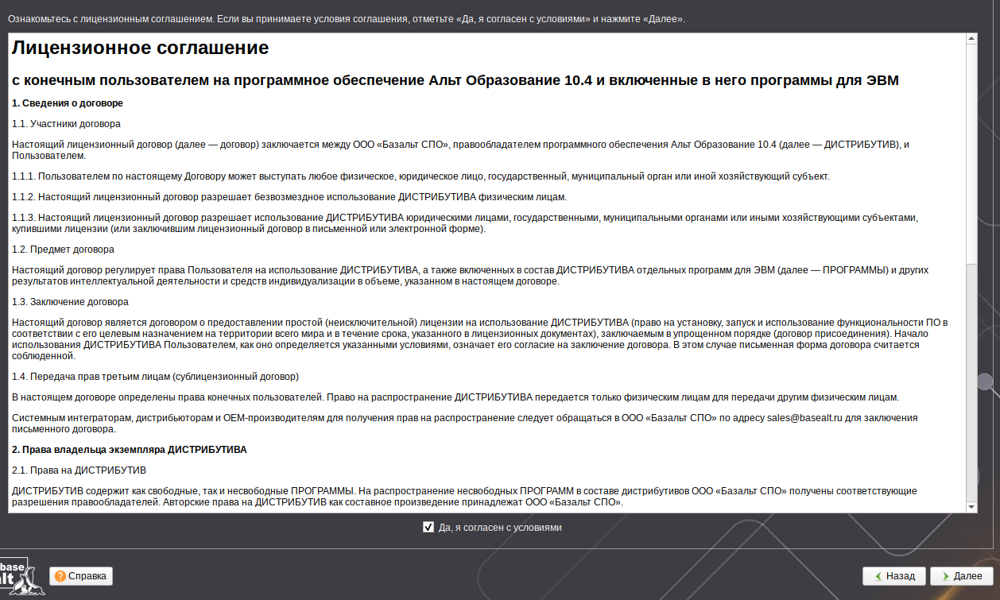 Ознакомьтесь с лицензионным соглашением. Если вы принимаете условия соглашения, отметьте «Да, я согласен с условиями» и нажмите «Далее».
Лицензионное соглашение
с конечным пользователем на программное обеспечение Альт Образование 10.4 и включенные в него программы для ЭВМ
1. Сведения о договоре
1.1. Участники договора
Настоящий лицензионный договор (далее — договор) заключается между ООО «Базальт СПО», правообладателем программного обеспечения Альт Образование 10.4 (далее — ДИСТРИБУТИВ), и
Пользователем.
1.1.1. Пользователем по настоящему Договору может выступать любое физическое, юридическое лицо, государственный, муниципальный орган или иной хозяйствующий субъект.
1.1.2. Настоящий лицензионный договор разрешает безвозмездное использование ДИСТРИБУТИВА физическим лицам.
1.1.3. Настоящий лицензионный договор разрешает использование ДИСТРИБУТИВА юридическими лицами, государственными, муниципальными органами или иными хозяйствующими субъектами,
купившими лицензии (или заключившим лицензионный договор в письменной или электронной форме).
1.2. Предмет договора
Настоящий договор регулирует права Пользователя на использование ДИСТРИБУТИВА, а также включенных в состав ДИСТРИБУТИВА отдельных программ для ЭВМ (далее — ПРОГРАММЫ) и других
результатов интеллектуальной деятельности и средств индивидуализации в объеме, указанном в настоящем договоре.
1.3. Заключение договора
Настоящий договор является договором о предоставлении простой (неисключительной) лицензии на использование ДИСТРИБУТИВА (право на установку, запуск и использование функциональности ПО в
соответствии с его целевым назначением на территории всего мира и в течение срока, указанного в лицензионных документах), заключаемым в упрощенном порядке (договор присоединения). Начало
использования ДИСТРИБУТИВА Пользователем, как оно определяется указанными условиями, означает его согласие на заключение договора. В этом случае письменная форма договора считается
соблюденной.
1.4. Передача прав третьим лицам (сублицензионный договор)
В настоящем договоре определены права конечных пользователей. Право на распространение ДИСТРИБУТИВА передается только физическим лицам для передачи другим физическим лицам.
Системным интеграторам, дистрибьюторам и OEM-производителям для получения прав на распространение следует обращаться в ООО «Базальт СПО» по адресу sales@basealt.ru для заключения
письменного договора.
2. Права владельца экземпляра ДИСТРИБУТИВА
2.1. Права на ДИСТРИБУТИВ
ДИСТРИБУТИВ содержит как свободные, так и несвободные ПРОГРАММЫ. На распространение несвободных ПРОГРАММ в составе дистрибутивов ООО «Базальт СПО» получены соответствующие
разрешения правообладателей. Авторские права на ДИСТРИБУТИВ как составное произведение принадлежат ООО «Базальт СПО».
Да, я согласен с условиями
base
lt
Справка
Назад
Далее